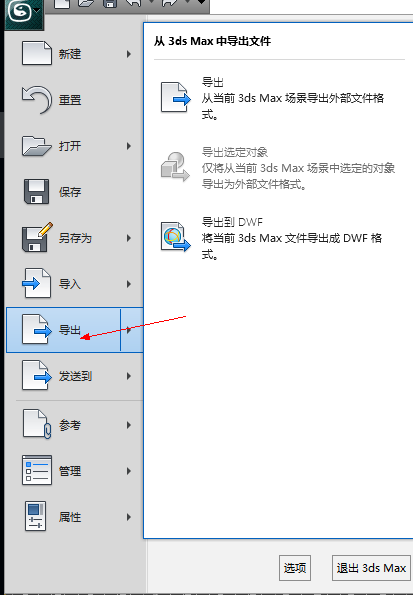 新建
重置
打开
保存
另存为
导入
导出
发送到
参考
管理
属性
从 3ds Max 中导出文件
导出
从当前 3ds Max 场景导出外部文件格
式。
导出选定对象
仅将从当前 3ds Max 场景中选定的对象
导出为外部文件格式。
导出到 DWF
将当前 3ds Max 文件导出成 DWF 格
式。
选项
退出 3ds Max